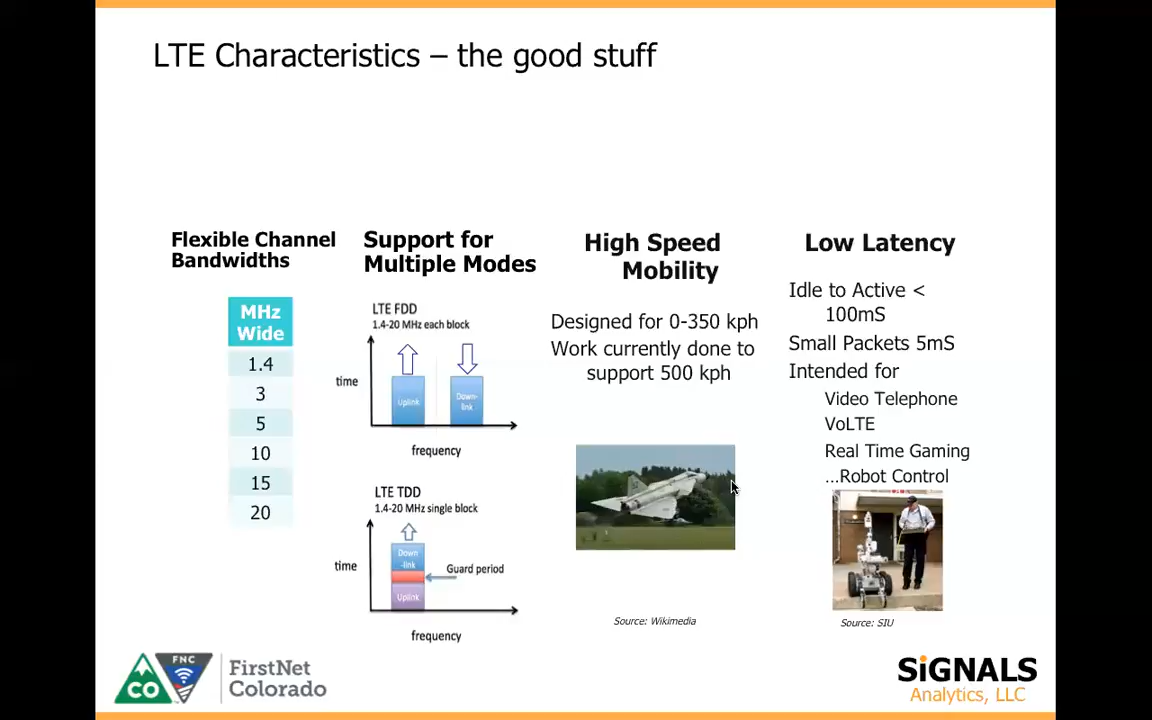 LTE Characteristics – the good stuff
Flexible Channel
Bandwidths
MHz
Wide
1.4
3
5
10
15
20
Support for
Multiple Modes
LTE FDD
1.4-20 MHz each block
time
Uplink
Down-
link
frequency
LTE TDD
1.4-20 MHz single block
time
Down
-link
Guard period
Uplink
frequency
High Speed
Mobility
Designed for 0-350 kph
Work currently done to
support 500 kph
Source: Wikimedia
Low Latency
Idle to Active <
100mS
Small Packets 5mS
Intended for
Video Telephone
VoLTE
Real Time Gaming
...Robot Control
Source: SIU
CO
FNC
FirstNet
Colorado
SiGNALS
Analytics, LLC